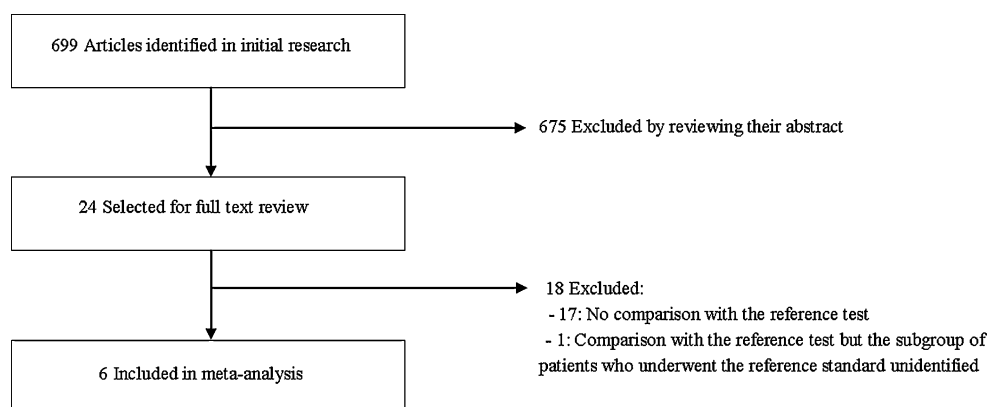 699 Articles identified in initial research
675 Excluded by reviewing their abstract
24 Selected for full text review
18 Excluded:
- 17: No comparison with the reference test
- 1: Comparison with the reference test but the subgroup of
patients who underwent the reference standard unidentified
6 Included in meta-analysis